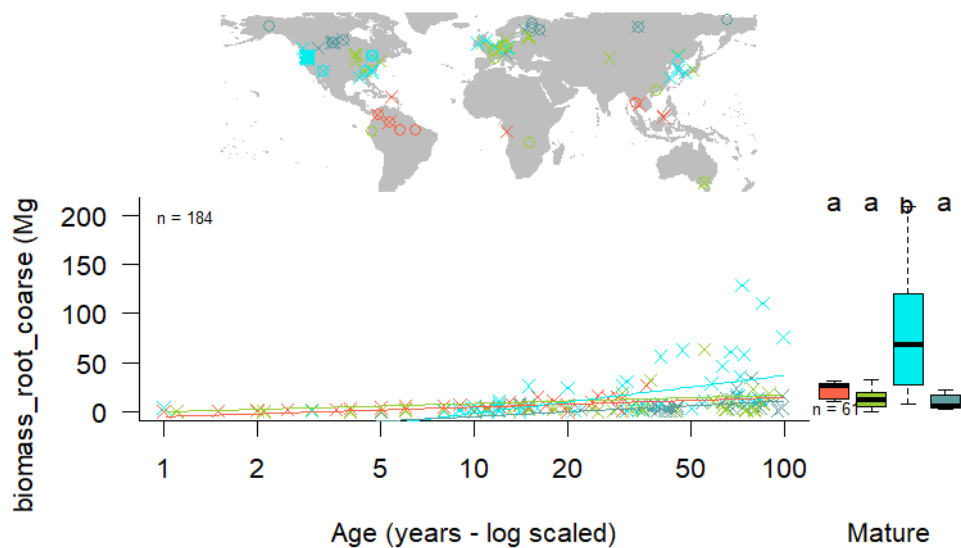 n = 184
a a b a
biomass_root_coarse (Mg
200
150
100
50
0
n = 61
1 2 5 10 20 50 100
Age (years - log scaled)
Mature